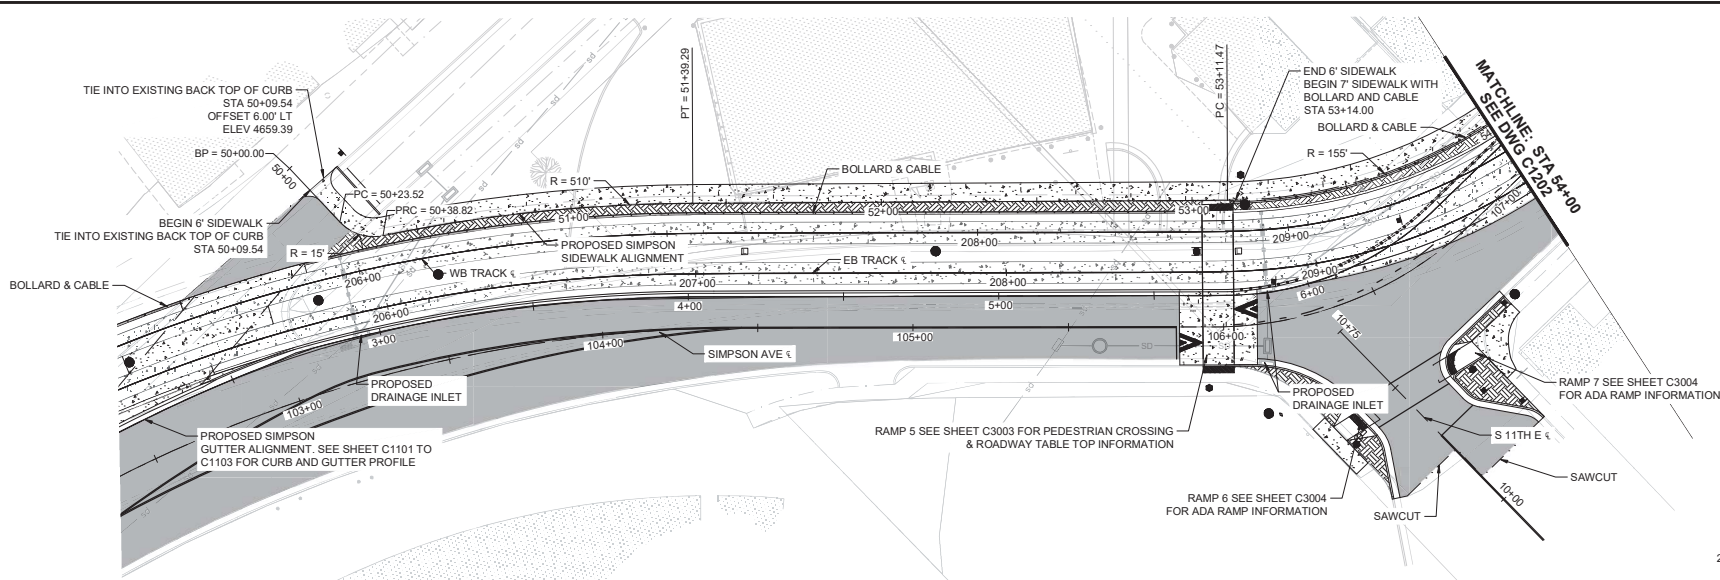 TIE INTO EXISTING BACK TOP OF CURB
STA 50+09.54
OFFSET 6.00' LT
ELEV 4659.39
BP = 50+00.00
50+00
PC = 50+23.52
PRC = 50+38.82
BEGIN 6' SIDEWALK
TIE INTO EXISTING BACK TOP OF CURB
STA 50+09.54
R = 15'
BOLLARD & CABLE
R = 510'
51+00
PT = 51+39.29
BOLLARD & CABLE
52+00
53+00
PC = 53+11.47
END 6' SIDEWALK
BEGIN 7' SIDEWALK WITH
BOLLARD AND CABLE
STA 53+14.00
BOLLARD & CABLE
R = 155'
MATCHLINE: STA 54+00
SEE DWG C1202
PROPOSED SIMPSON
SIDEWALK ALIGNMENT
WB TRACK ℄
EB TRACK ℄
206+00
208+00
209+00
206+00
207+00
208+00
209+00
107+00
3+00
4+00
5+00
6+00
103+00
104+00
105+00
106+00
10+75
SIMPSON AVE ℄
SD
SD
SD
SD
PROPOSED
DRAINAGE INLET
PROPOSED SIMPSON
GUTTER ALIGNMENT. SEE SHEET C1101 TO
C1103 FOR CURB AND GUTTER PROFILE
RAMP 5 SEE SHEET C3003 FOR PEDESTRIAN CROSSING
& ROADWAY TABLE TOP INFORMATION
PROPOSED
DRAINAGE INLET
RAMP 7 SEE SHEET C3004
FOR ADA RAMP INFORMATION
S 11TH E ℄
SAWCUT
RAMP 6 SEE SHEET C3004
FOR ADA RAMP INFORMATION
SAWCUT
10+00
2